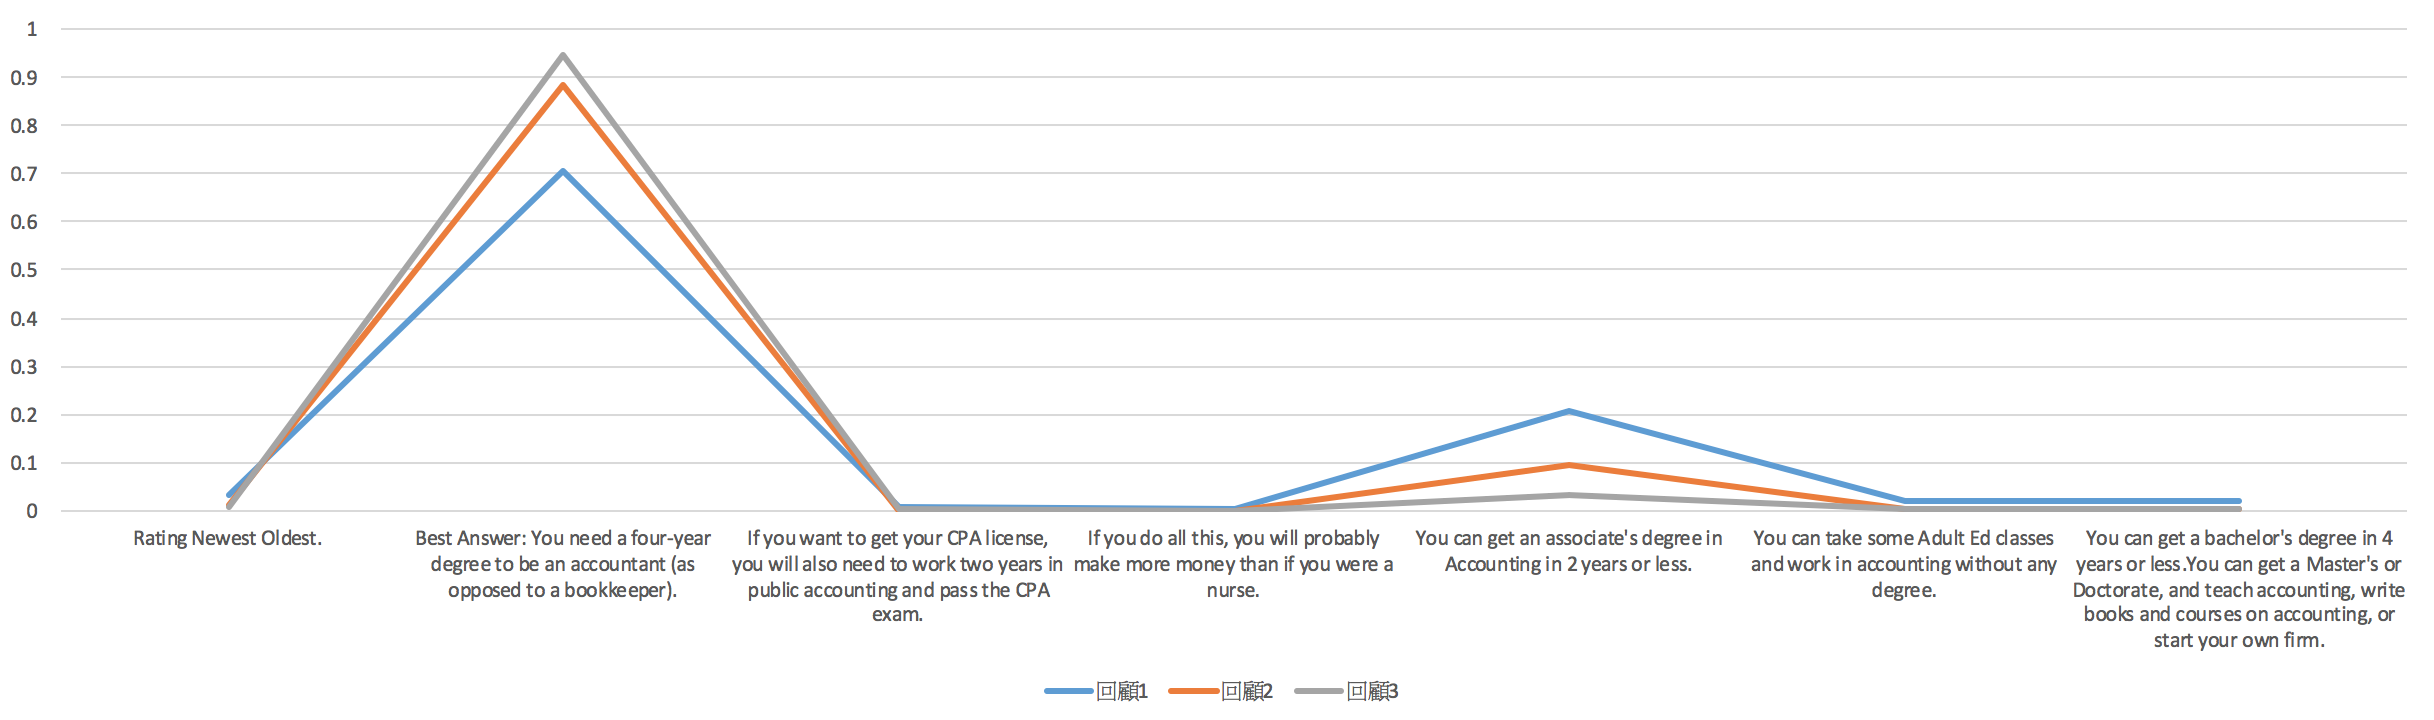 1
0.9
0.8
0.7
0.6
0.5
0.4
0.3
0.2
0.1
0
Rating Newest Oldest.
Best Answer: You need a four-year
degree to be an accountant (as
opposed to a bookkeeper).
If you want to get your CPA license,
you will also need to work two years in
public accounting and pass the CPA
exam.
If you do all this, you will probably
make more money than if you were a
nurse.
You can get an associate's degree in
Accounting in 2 years or less.
You can take some Adult Ed classes
and work in accounting without any
degree.
You can get a bachelor's degree in 4
years or less.You can get a Master's or
Doctorate, and teach accounting, write
books and courses on accounting, or
start your own firm.
回顧1 回顧2 回顧3